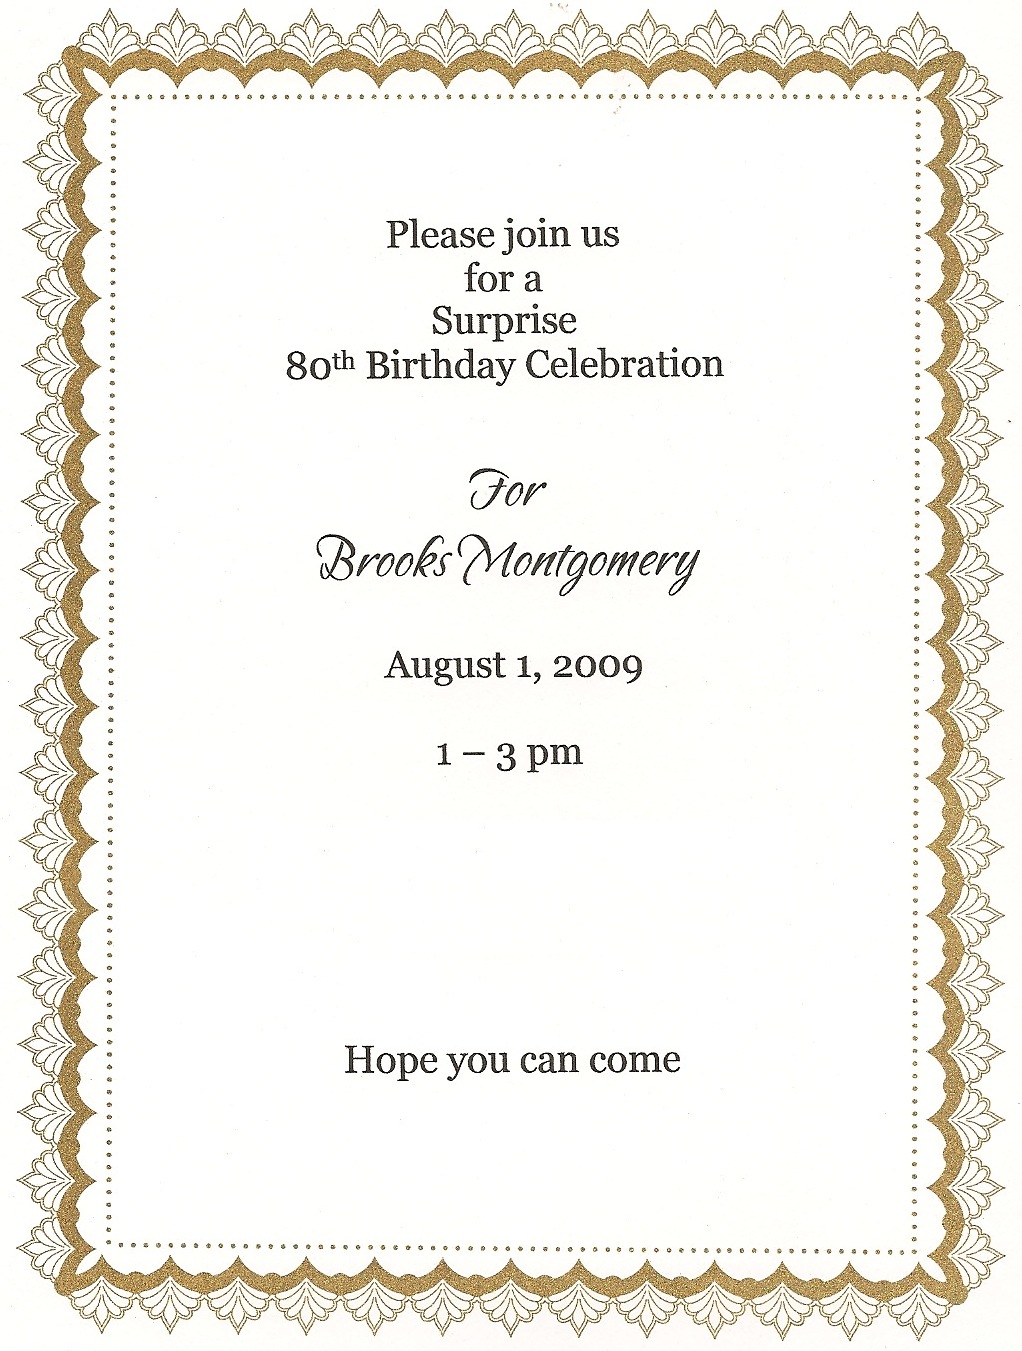 Please join us
for a
Surprise
80th Birthday Celebration
For
Brooks Montgomery
August 1, 2009
1 – 3 pm
Hope you can come